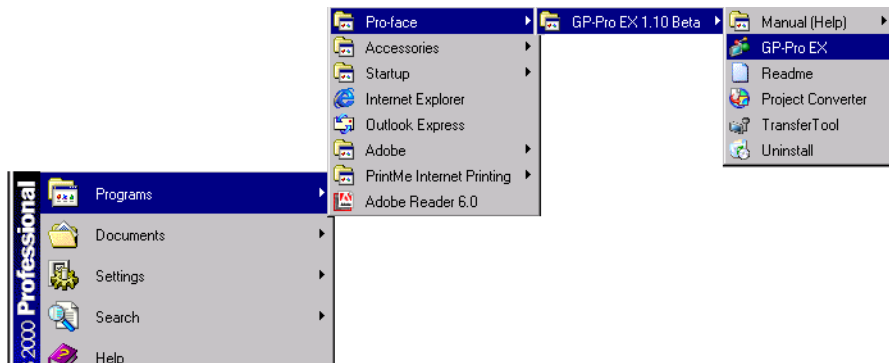 Pro-face
Accessories
Startup
Internet Explorer
Outlook Express
Adobe
PrintMe Internet Printing
Adobe Reader 6.0
GP-Pro EX 1.10 Beta
Manual (Help)
GP-Pro EX
Readme
Project Converter
TransferTool
Uninstall
2000 Professional
Programs
Documents
Settings
Search
Help